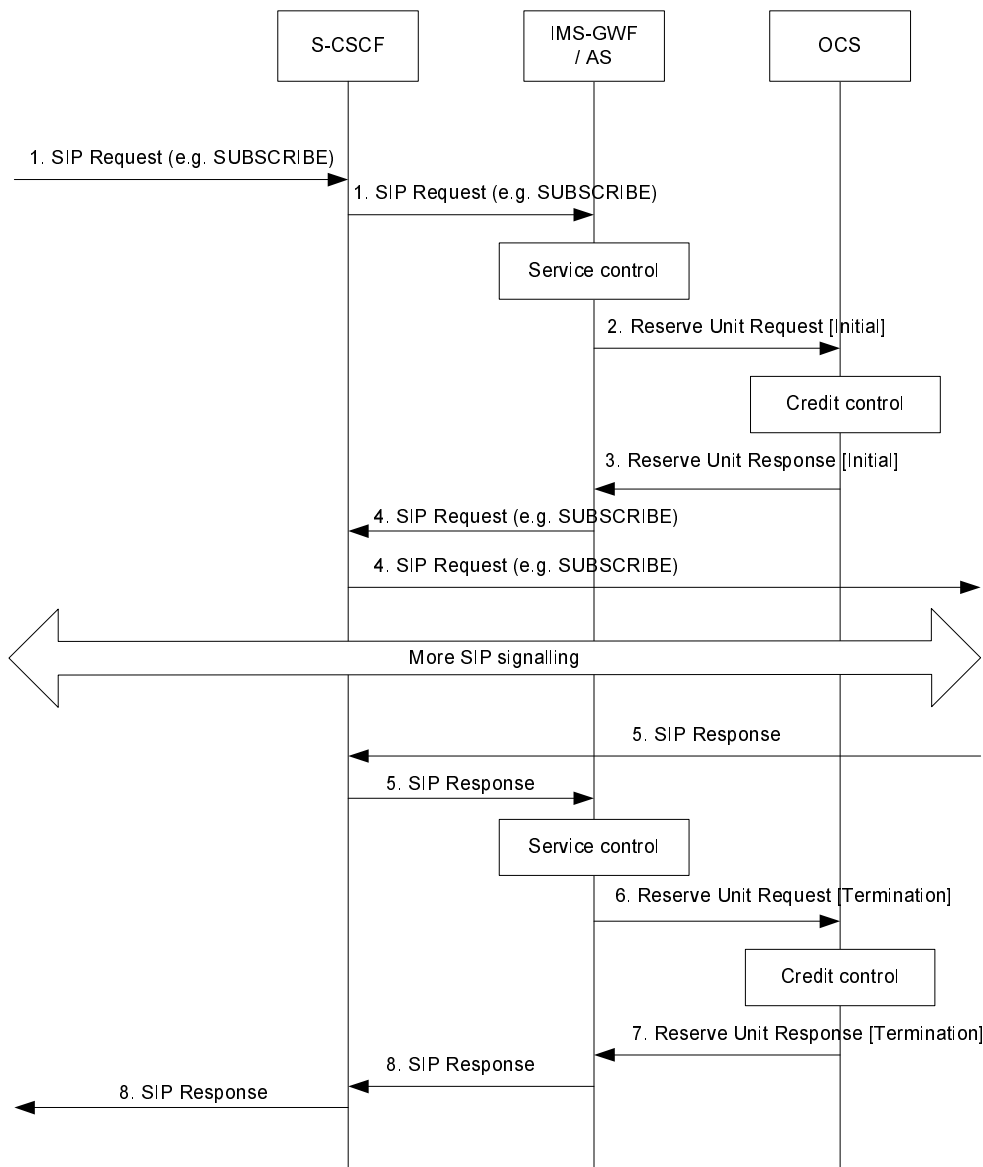 S-CSCF
IMS-GWF
/ AS
OCS
1. SIP Request (e.g. SUBSCRIBE)
1. SIP Request (e.g. SUBSCRIBE)
Service control
2. Reserve Unit Request [Initial]
Credit control
3. Reserve Unit Response [Initial]
4. SIP Request (e.g. SUBSCRIBE)
4. SIP Request (e.g. SUBSCRIBE)
More SIP signalling
5. SIP Response
5. SIP Response
Service control
6. Reserve Unit Request [Termination]
Credit control
7. Reserve Unit Response [Termination]
8. SIP Response
8. SIP Response